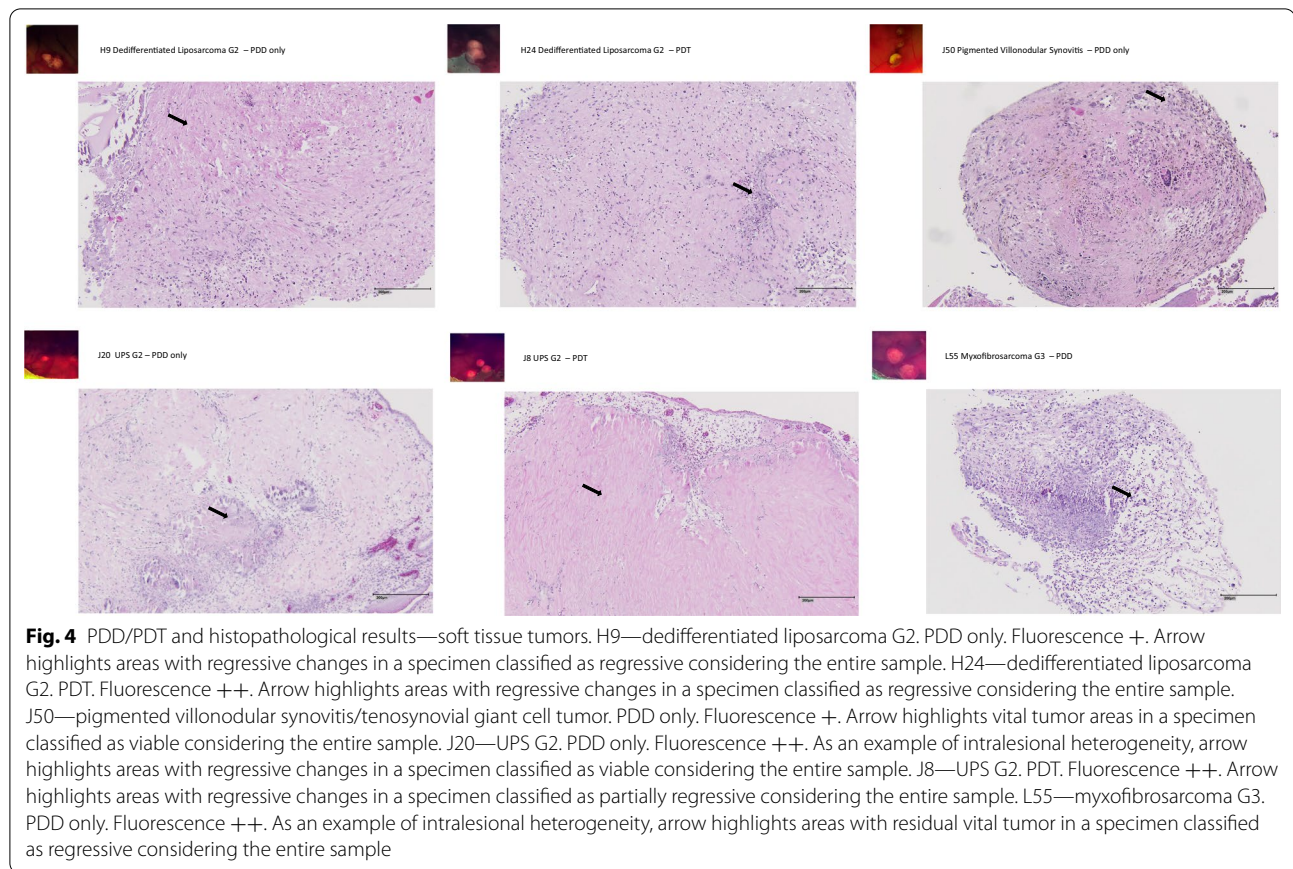 H9 Dedifferentiated Liposarcoma G2 – PDD only
H24 Dedifferentiated Liposarcoma G2 – PDT
J50 Pigmented Villonodular Synovitis – PDD only
200µm
200µm
200µm
J20 UPS G2 – PDD only
J8 UPS G2 – PDT
L55 Myxofibrosarcoma G3 – PDD
200µm
200µm
200µm
Fig. 4 PDD/PDT and histopathological results—soft tissue tumors. H9—dedifferentiated liposarcoma G2. PDD only. Fluorescence +. Arrow
highlights areas with regressive changes in a specimen classified as regressive considering the entire sample. H24—dedifferentiated liposarcoma
G2. PDT. Fluorescence ++. Arrow highlights areas with regressive changes in a specimen classified as regressive considering the entire sample.
J50—pigmented villonodular synovitis/tenosynovial giant cell tumor. PDD only. Fluorescence +. Arrow highlights vital tumor areas in a specimen
classified as viable considering the entire sample. J20—UPS G2. PDD only. Fluorescence ++. As an example of intralesional heterogeneity, arrow
highlights areas with regressive changes in a specimen classified as viable considering the entire sample. J8—UPS G2. PDT. Fluorescence ++. Arrow
highlights areas with regressive changes in a specimen classified as partially regressive considering the entire sample. L55—myxofibrosarcoma G3.
PDD only. Fluorescence ++. As an example of intralesional heterogeneity, arrow highlights areas with residual vital tumor in a specimen classified
as regressive considering the entire sample